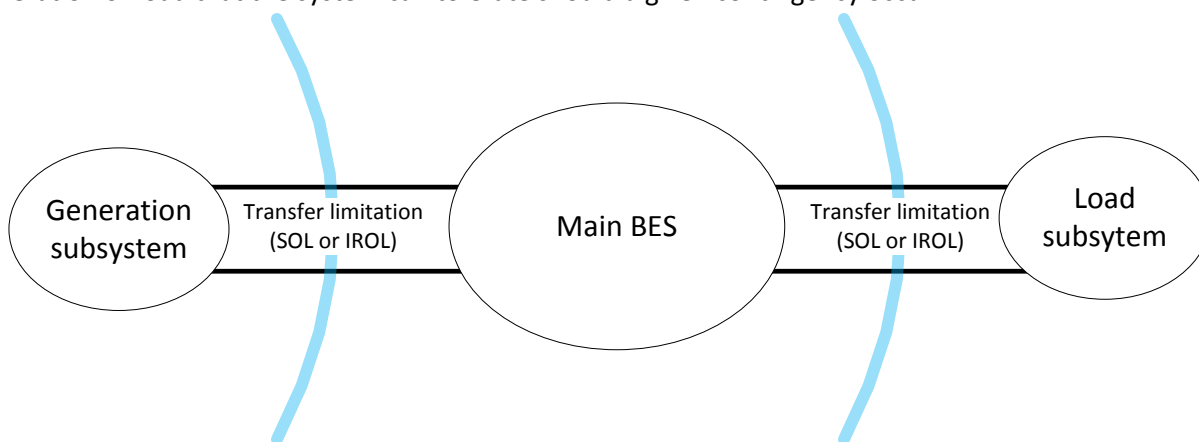 Generation
subsystem
Transfer limitation
(SOL or IROL)
Main BES
Transfer limitation
(SOL or IROL)
Load
subsytem